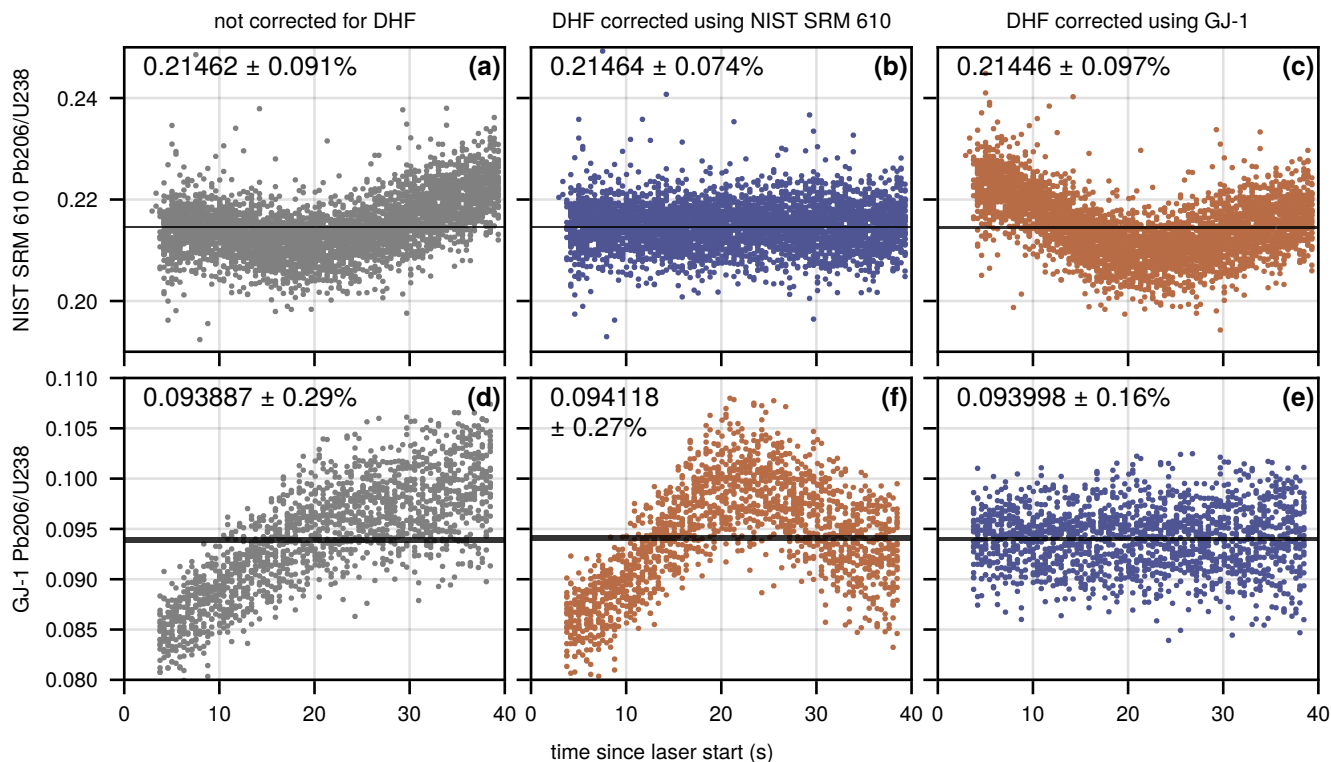 not corrected for DHF
DHF corrected using NIST SRM 610
DHF corrected using GJ-1
NIST SRM 610 Pb206/U238
0.24
0.22
0.20
0.21462 ± 0.091%
(a)
0.21464 ± 0.074%
(b)
0.21446 ± 0.097%
(c)
GJ-1 Pb206/U238
0.110
0.105
0.100
0.095
0.090
0.085
0.080
0.093887 ± 0.29%
(d)
0.094118
± 0.27%
(f)
0.093998 ± 0.16%
(e)
0 10 20 30 40
0 10 20 30 40
0 10 20 30 40
time since laser start (s)